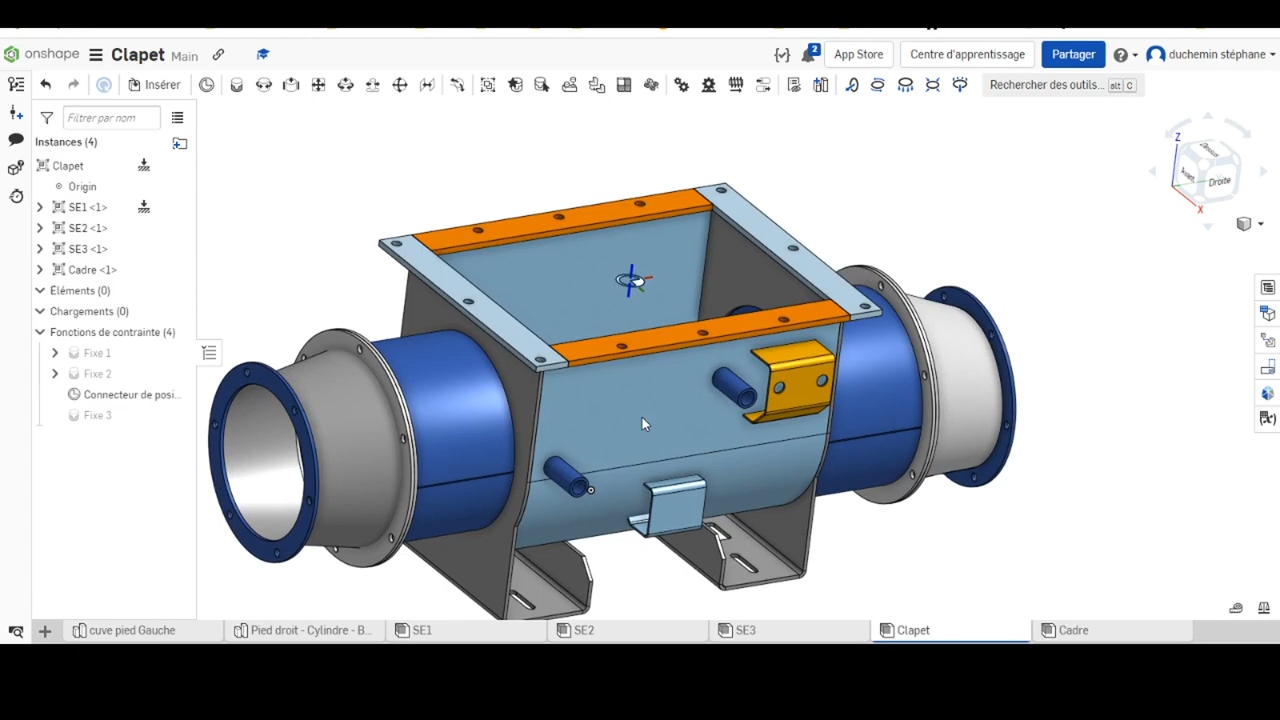 onshape Clapet Main 2 App Store Centre d'apprentissage Partager duchemin stéphane
Insérer Rechercher des outils... alt C
Filtrer par nom
Instances (4)
Clapet
Origin
SE1 <1>
SE2 <1>
SE3 <1>
Cadre <1>
Éléments (0)
Chargements (0)
Fonctions de contrainte (4)
Fixe 1
Fixe 2
Connecteur de posi...
Fixe 3
Z
Avant Droite
X
cuve pied Gauche Pied droit - Cylindre - B... SE1 SE2 SE3 Clapet Cadre